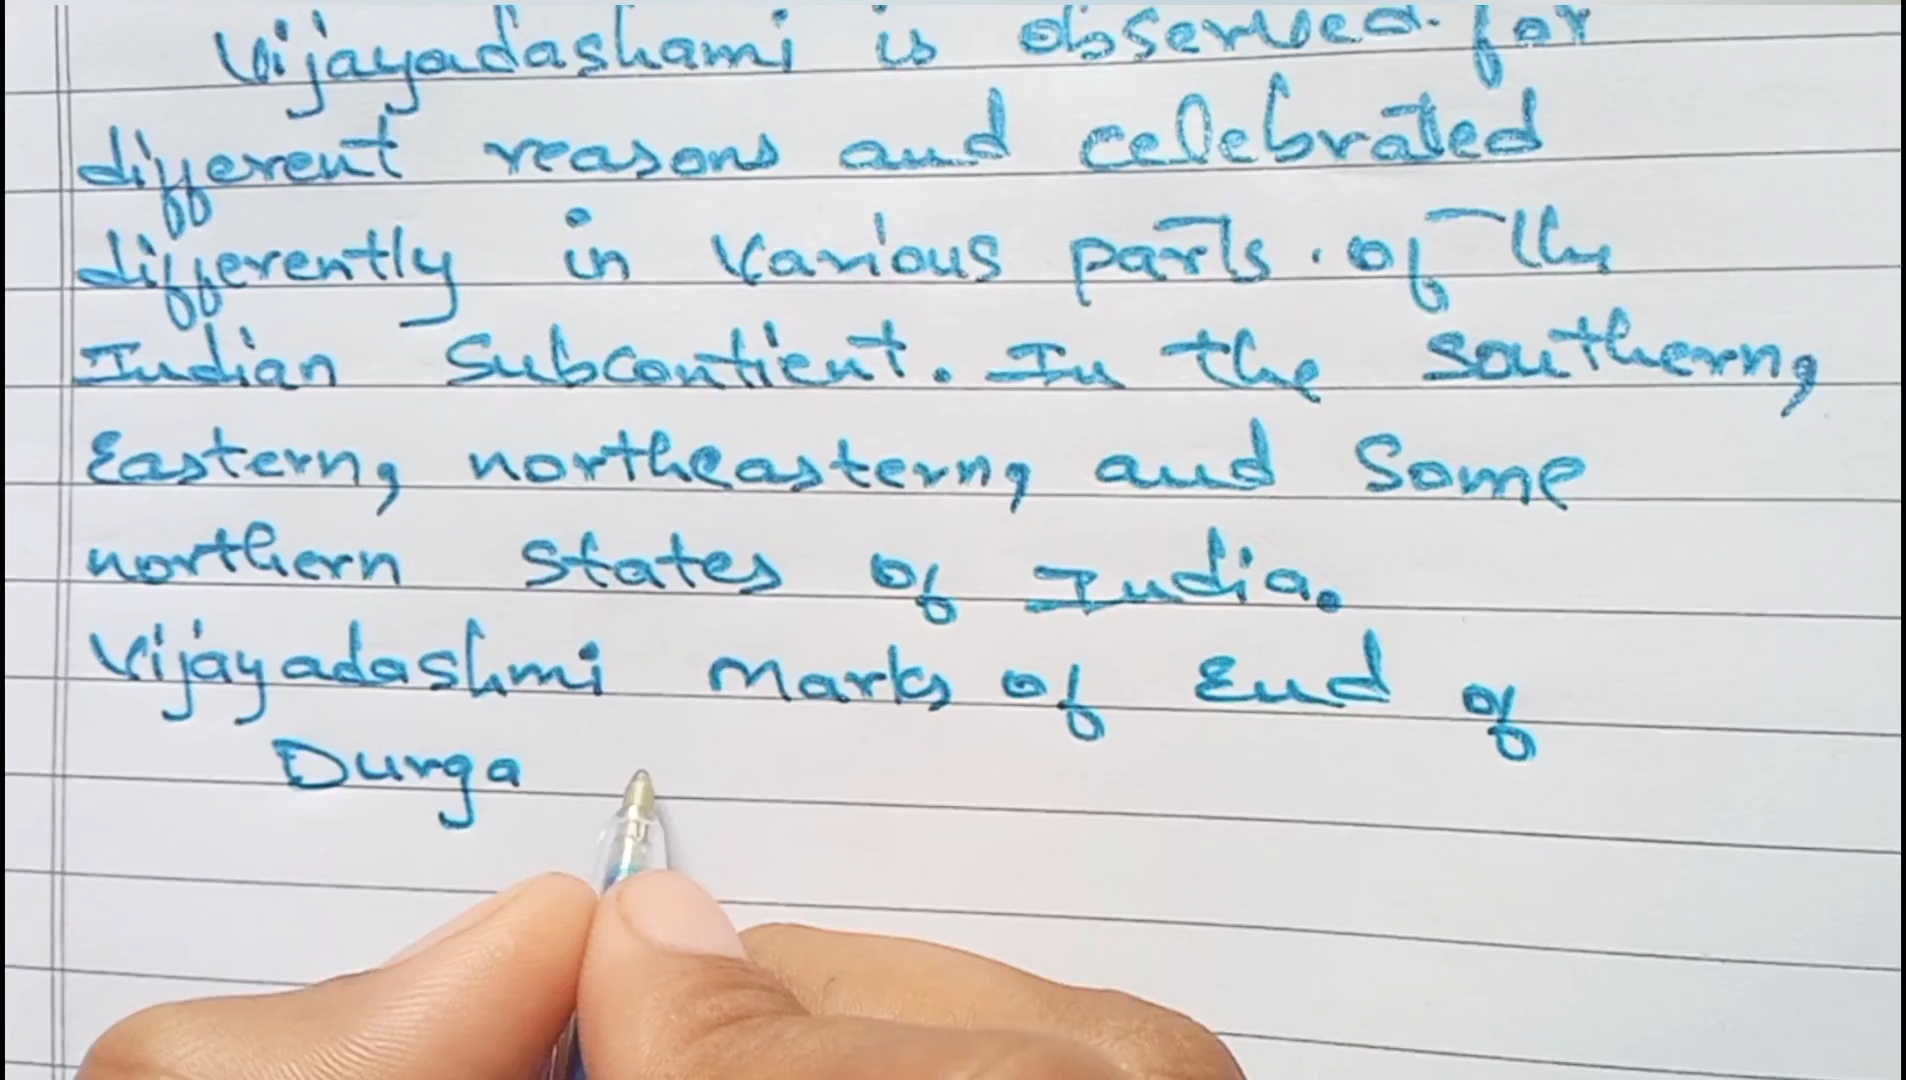 Vijayadashami is observed. for
different reasons and celebrated
differently in various parts. of the
Indian Subcontient. In the southern,
Eastern, northeastern, and Some
northern States of India.
Vijayadashmi Marks of End of
Durga